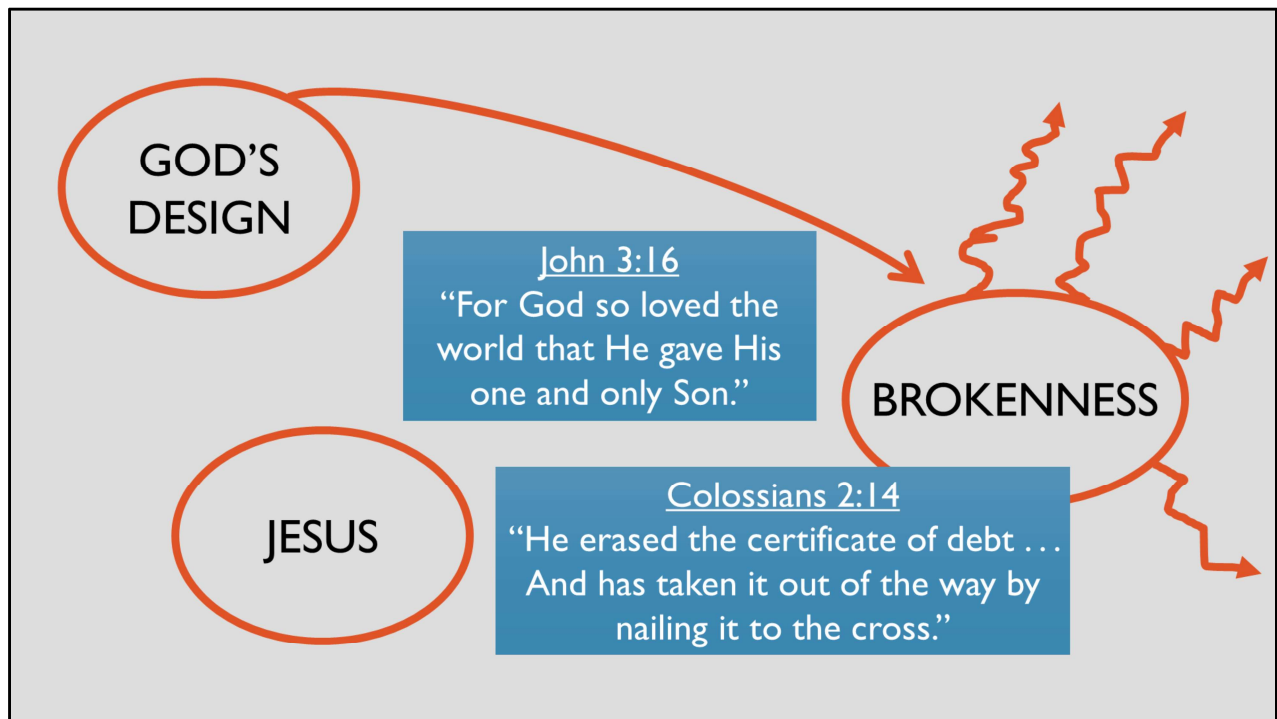 GOD’S
DESIGN
John 3:16
“For God so loved the
world that He gave His
one and only Son.”
BROKENNESS
JESUS
Colossians 2:14
“He erased the certificate of debt …
And has taken it out of the way by
nailing it to the cross.”